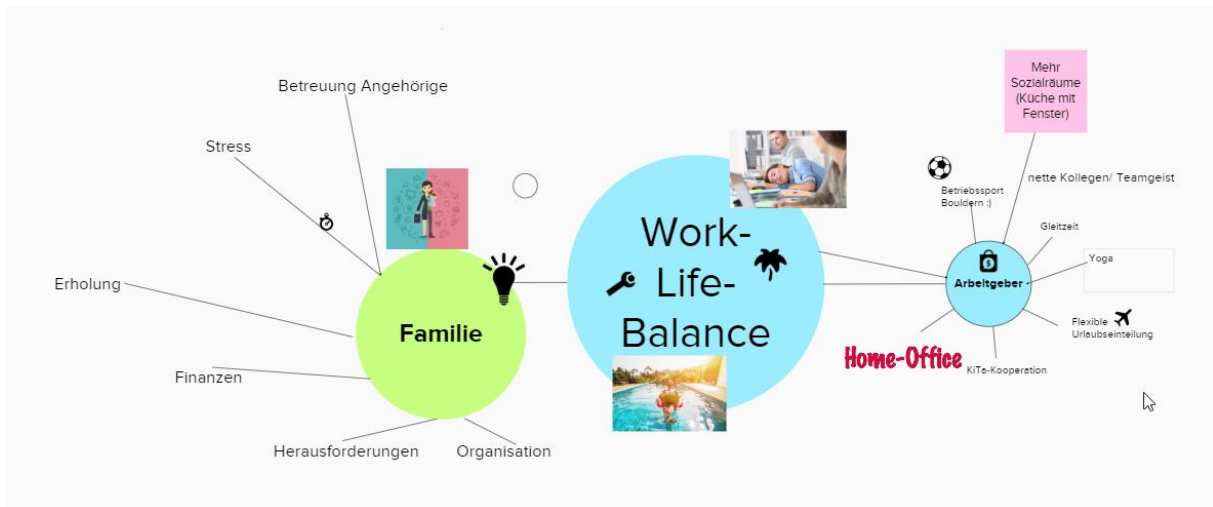 Betreuung Angehörige
Stress
Erholung
Finanzen
Herausforderungen
Organisation
Familie
Work-
Life-
Balance
Mehr
Sozialräume
(Küche mit
Fenster)
nette Kollegen/ Teamgeist
Betriebssport
Bouldern :)
Gleitzeit
Yoga
$
Arbeitgeber
Flexible
Urlaubseinteilung
Home-Office
KiTa-Kooperation